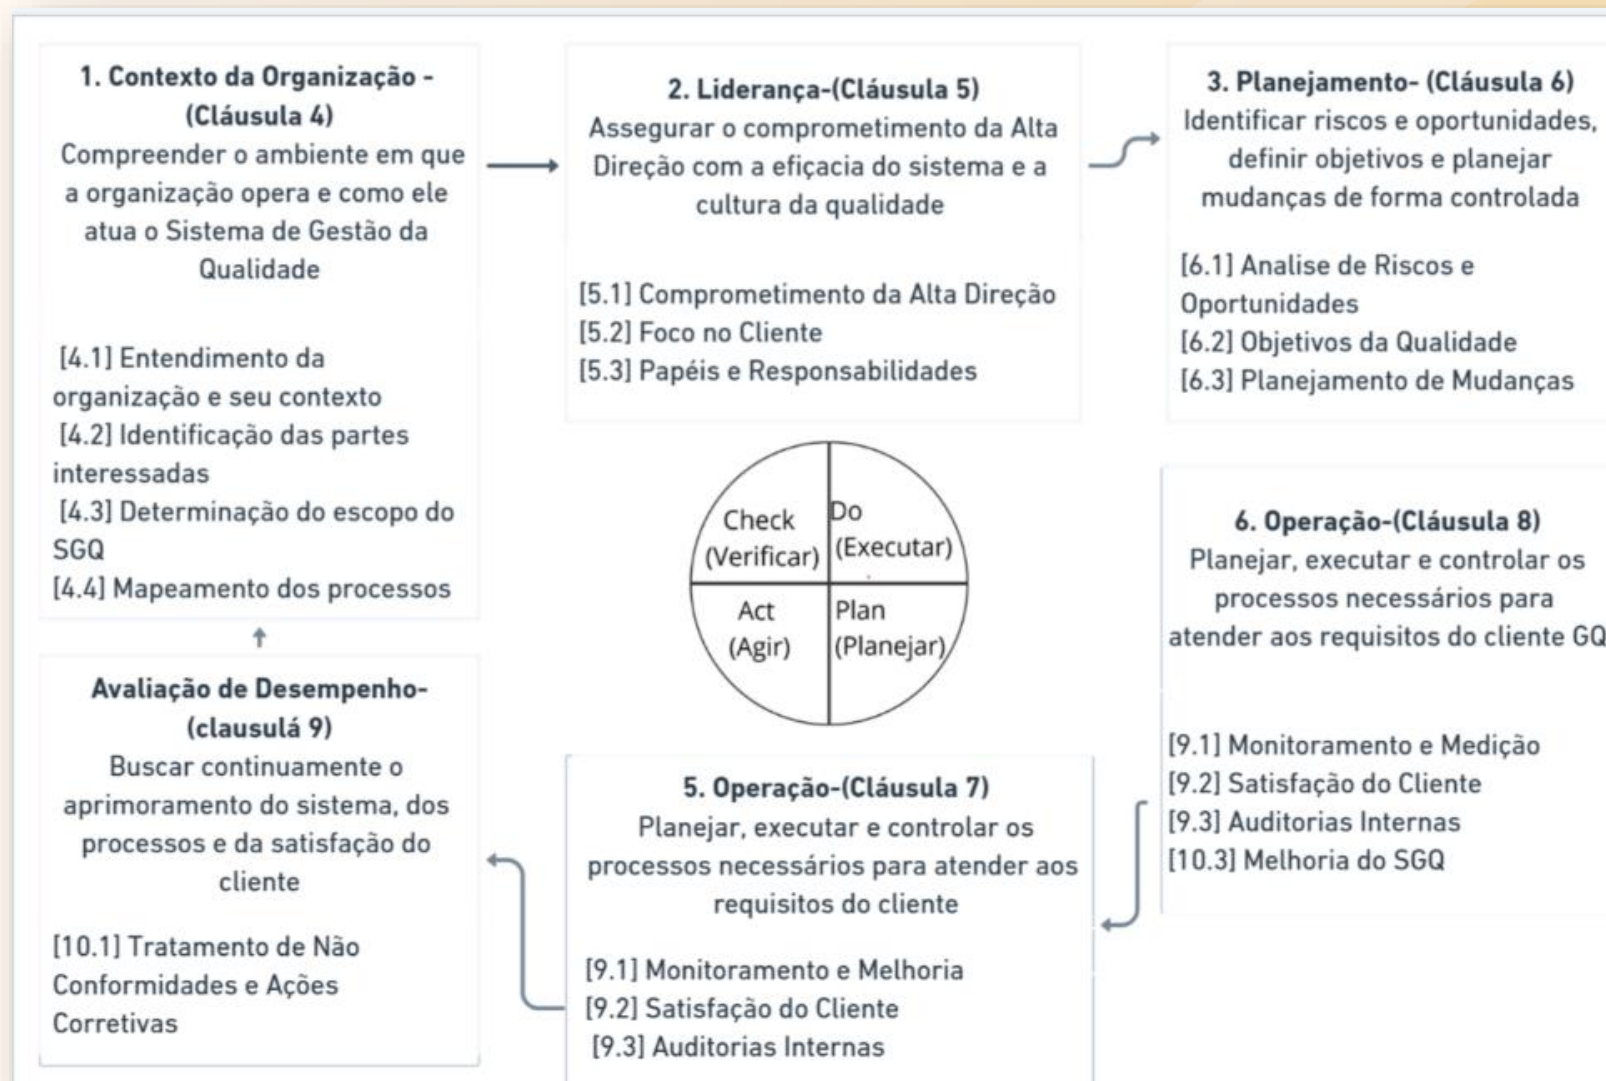 1. Contexto da Organização -
(Cláusula 4)
Compreender o ambiente em que
a organização opera e como ele
atua o Sistema de Gestão da
Qualidade
[4.1] Entendimento da
organização e seu contexto
[4.2] Identificação das partes
interessadas
[4.3] Determinação do escopo do
SGQ
[4.4] Mapeamento dos processos
2. Liderança-(Cláusula 5)
Assegurar o comprometimento da Alta
Direção com a efiçacia do sistema e a
cultura da qualidade
[5.1] Comprometimento da Alta Direção
[5.2] Foco no Cliente
[5.3] Papéis e Responsabilidades
3. Planejamento- (Cláusula 6)
Identificar riscos e oportunidades,
definir objetivos e planejar
mudanças de forma controlada
[6.1] Analise de Riscos e
Oportunidades
[6.2] Objetivos da Qualidade
[6.3] Planejamento de Mudanças
Check
(Verificar)
Do
(Executar)
Act
(Agir)
Plan
(Planejar)
6. Operação-(Cláusula 8)
Planejar, executar e controlar os
processos necessários para
atender aos requisitos do cliente GQ
[9.1] Monitoramento e Medição
[9.2] Satisfação do Cliente
[9.3] Auditorias Internas
[10.3] Melhoria do SGQ
5. Operação-(Cláusula 7)
Planejar, executar e controlar os
processos necessários para atender aos
requisitos do cliente
[9.1] Monitoramento e Melhoria
[9.2] Satisfação do Cliente
[9.3] Auditorias Internas
Avaliação de Desempenho-
(clausulá 9)
Buscar continuamente o
aprimoramento do sistema, dos
processos e da satisfação do
cliente
[10.1] Tratamento de Não
Conformidades e Ações
Corretivas